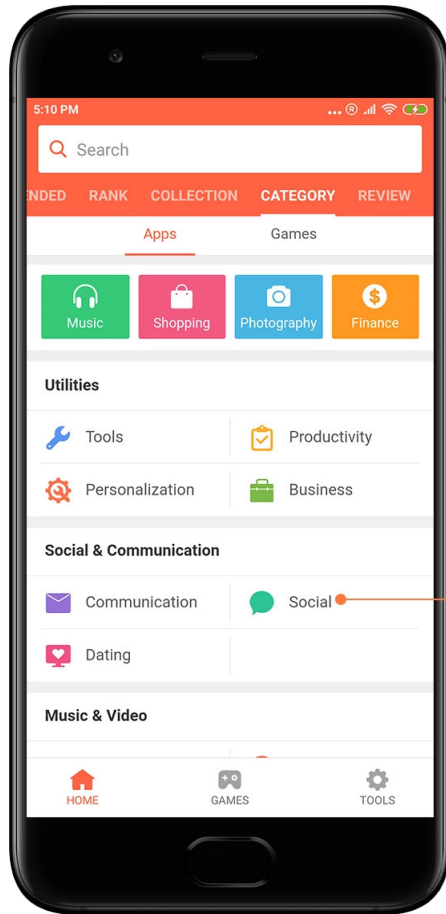 5:10 PM
Search
ENDED RANK COLLECTION CATEGORY REVIEW
Apps Games
Music Shopping Photography Finance
Utilities
Tools Productivity
Personalization Business
Social & Communication
Communication Social
Dating
Music & Video
HOME GAMES TOOLS